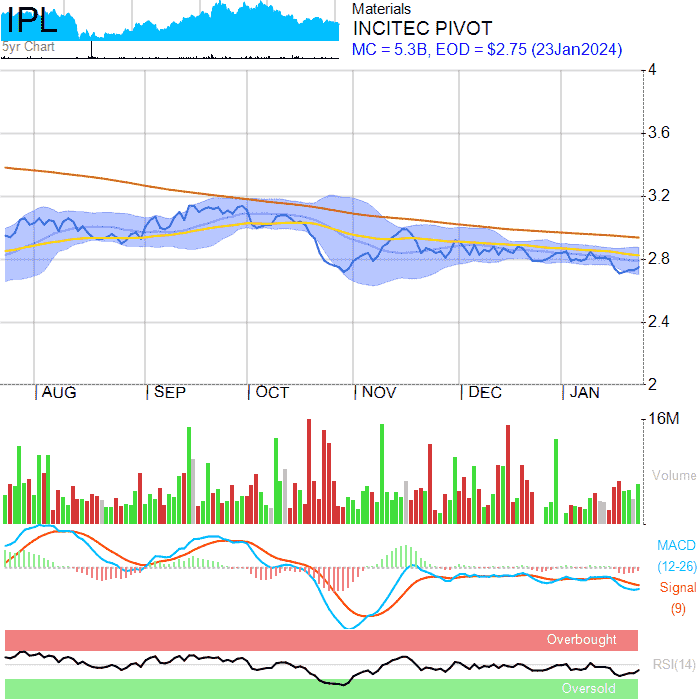 IPL
5yr Chart
Materials
INCITEC PIVOT
MC = 5.3B, EOD = $2.75 (23Jan2024)
4
3.6
3.2
2.8
2.4
2
AUG SEP OCT NOV DEC JAN
16M
Volume
MACD
(12-26)
Signal
(9)
Overbought
RSI(14)
Oversold